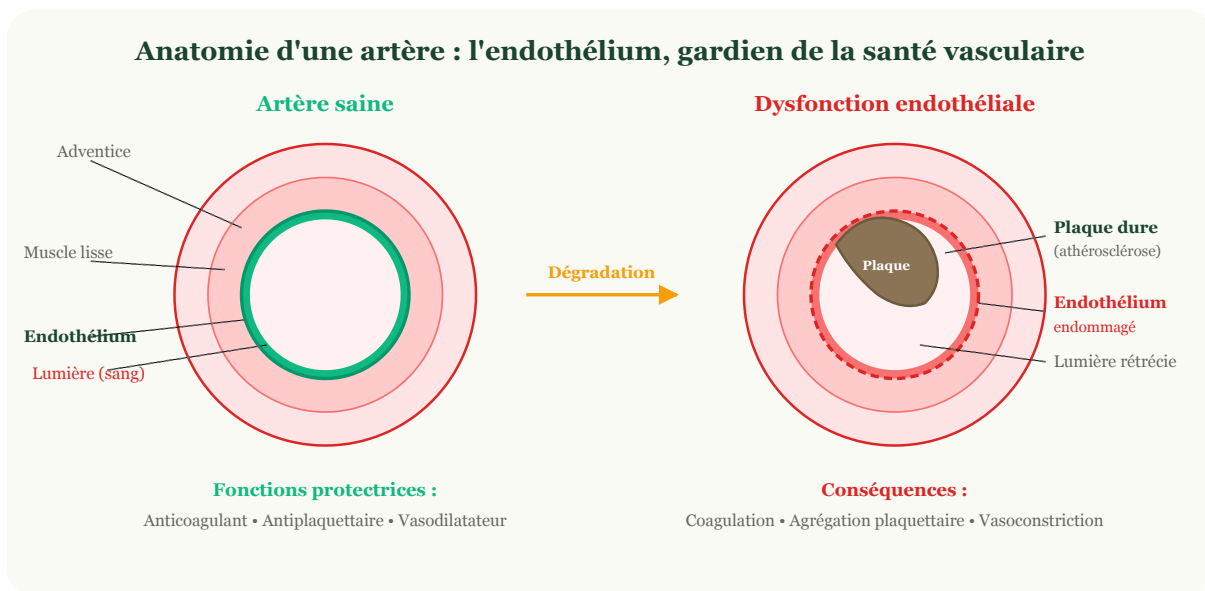 Anatomie d'une artère : l'endothélium, gardien de la santé vasculaire
Artère saine
Dysfonction endothéliale
Adventice
Muscle lisse
Endothélium
Lumière (sang)
Dégradation
Plaque
Plaque dure
(athérosclérose)
Endothélium
endommagé
Lumière rétrécie
Fonctions protectrices :
Anticoagulant • Antiplaquettaire • Vasodilatateur
Conséquences :
Coagulation • Agrégation plaquettaire • Vasoconstriction